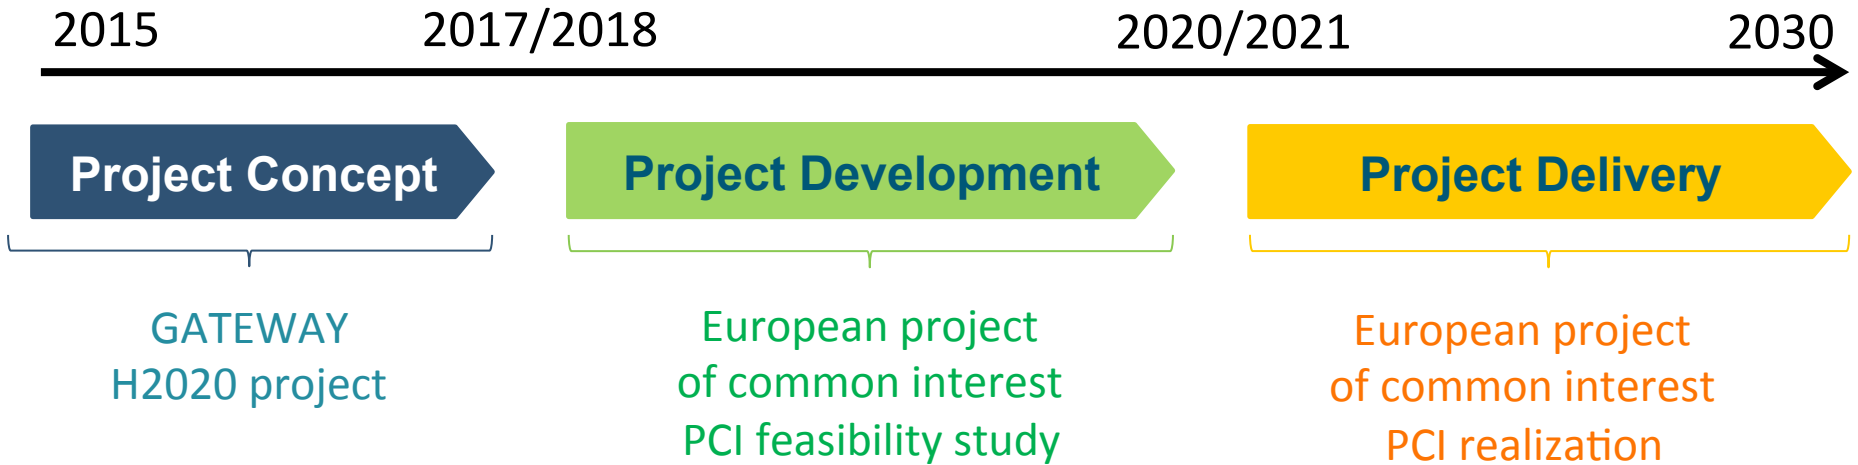 2015 2017/2018 2020/2021 2030
Project Concept Project Development Project Delivery
GATEWAY
H2020 project
European project
of common interest
PCI feasibility study
European project
of common interest
PCI realization